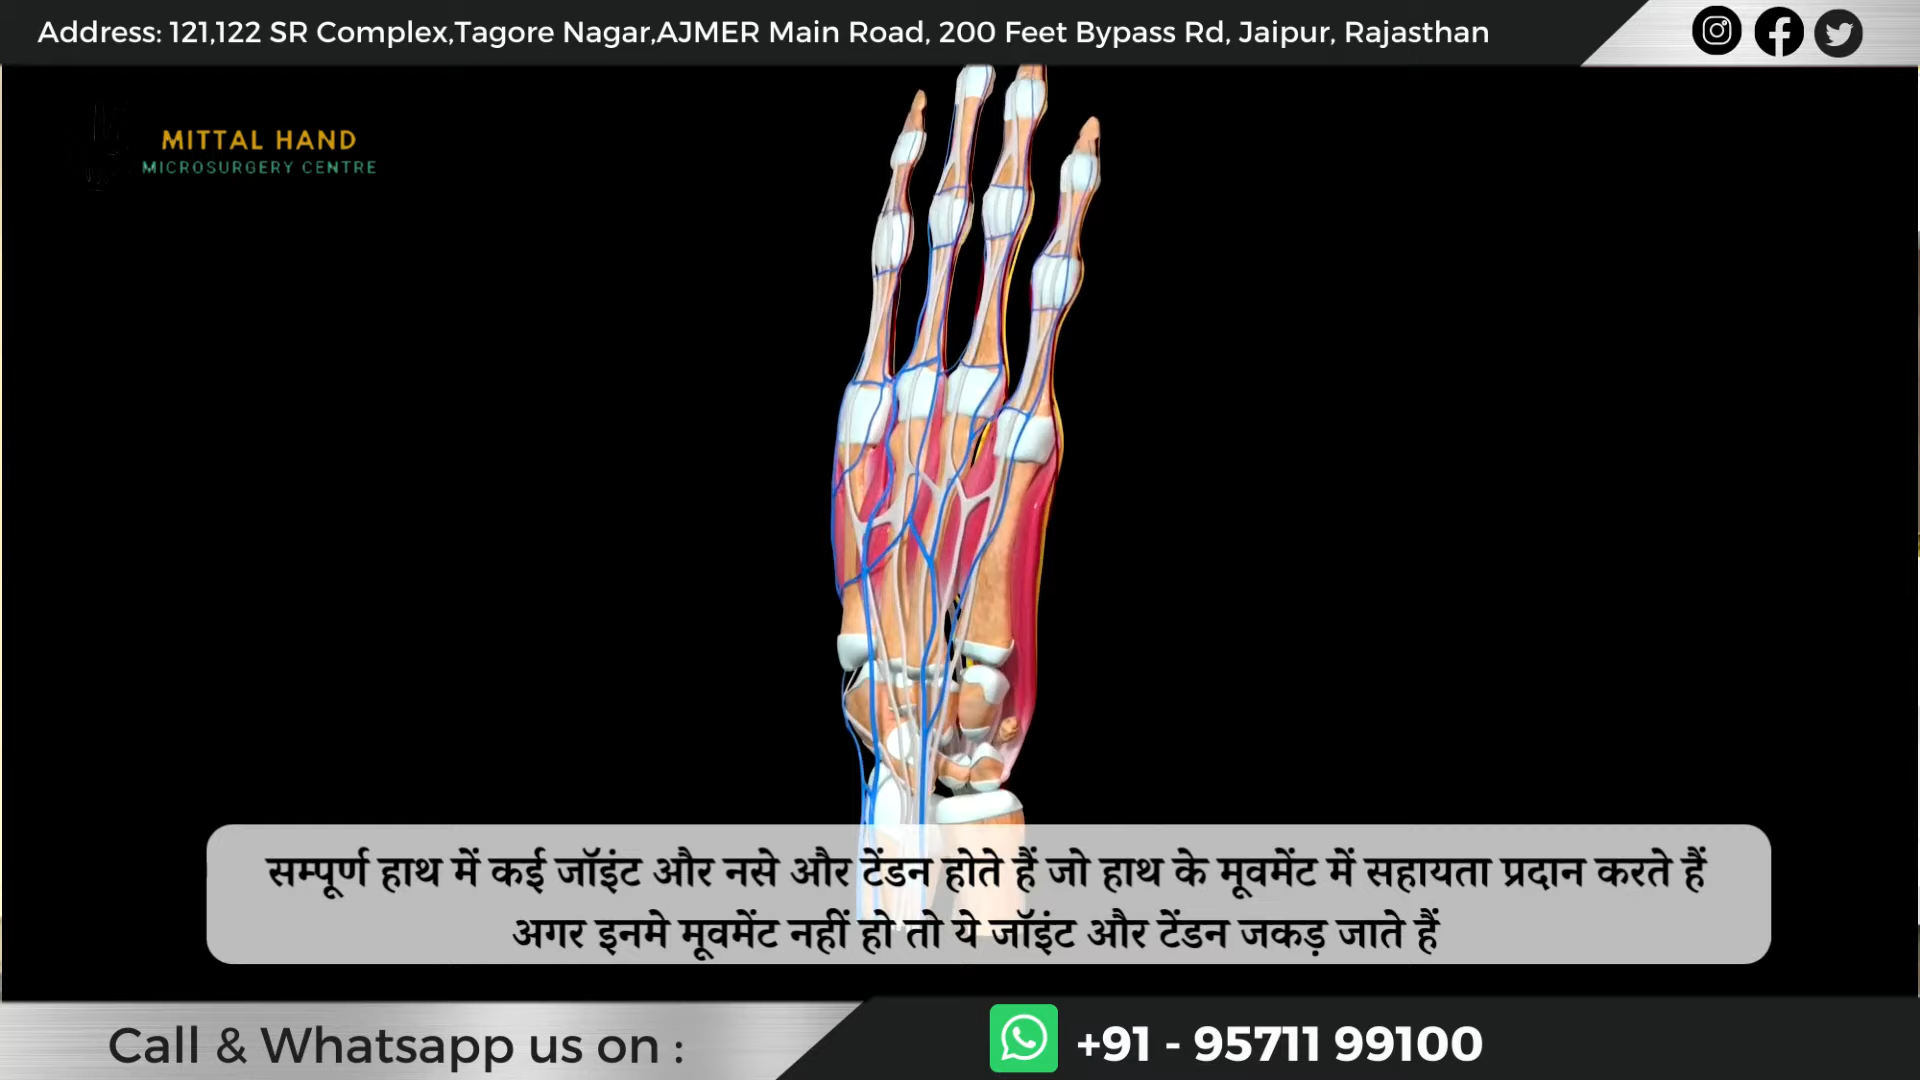 Address: 121,122 SR Complex,Tagore Nagar,AJMER Main Road, 200 Feet Bypass Rd, Jaipur, Rajasthan
MITTAL HAND
MICROSURGERY CENTRE
सम्पूर्ण हाथ में कई जॉइंट और नसे और टेंडन होते हैं जो हाथ के मूवमेंट में सहायता प्रदान करते हैं
अगर इनमे मूवमेंट नहीं हो तो ये जॉइंट और टेंडन जकड़ जाते हैं
Call & Whatsapp us on :
+91 - 95711 99100